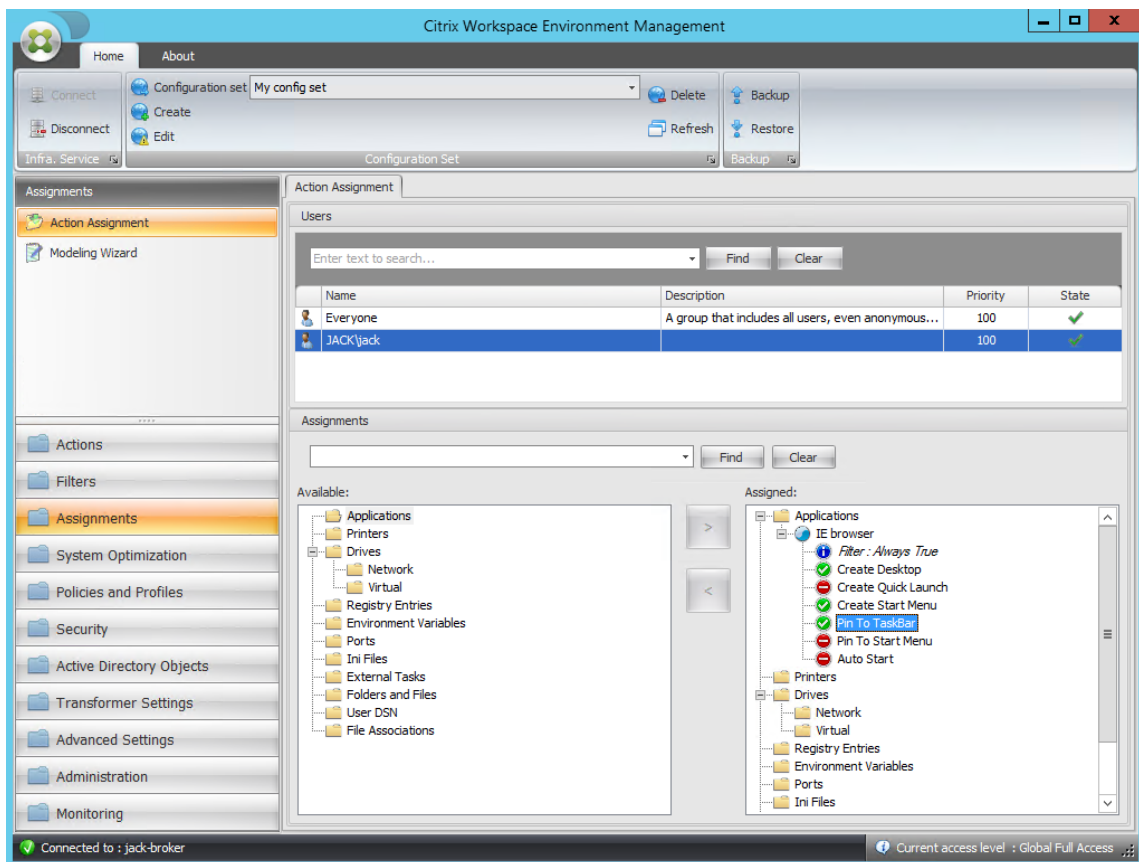 Citrix Workspace Environment Management
Home About
Connect
Disconnect
Infra. Service
Configuration set My config set
Create
Edit
Delete
Refresh
Configuration Set
Backup
Restore
Backup
Assignments
Action Assignment
Modeling Wizard
Actions
Filters
Assignments
System Optimization
Policies and Profiles
Security
Active Directory Objects
Transformer Settings
Advanced Settings
Administration
Monitoring
Action Assignment
Users
Enter text to search...
Find Clear
Name Description Priority State
Everyone A group that includes all users, even anonymous... 100
JACK\jack 100
Assignments
Find Clear
Available:
Applications
Printers
Drives
Network
Virtual
Registry Entries
Environment Variables
Ports
Ini Files
External Tasks
Folders and Files
User DSN
File Associations
>
<
Assigned:
Applications
IE browser
Filter : Always True
Create Desktop
Create Quick Launch
Create Start Menu
Pin To TaskBar
Pin To Start Menu
Auto Start
Printers
Drives
Network
Virtual
Registry Entries
Environment Variables
Ports
Ini Files
Connected to : jack-broker
Current access level : Global Full Access